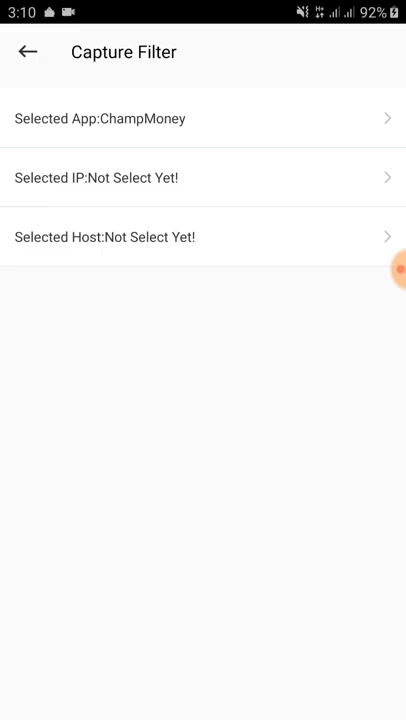 3:10
H+
92%
Capture Filter
Selected App:ChampMoney
Selected IP:Not Select Yet!
Selected Host:Not Select Yet!